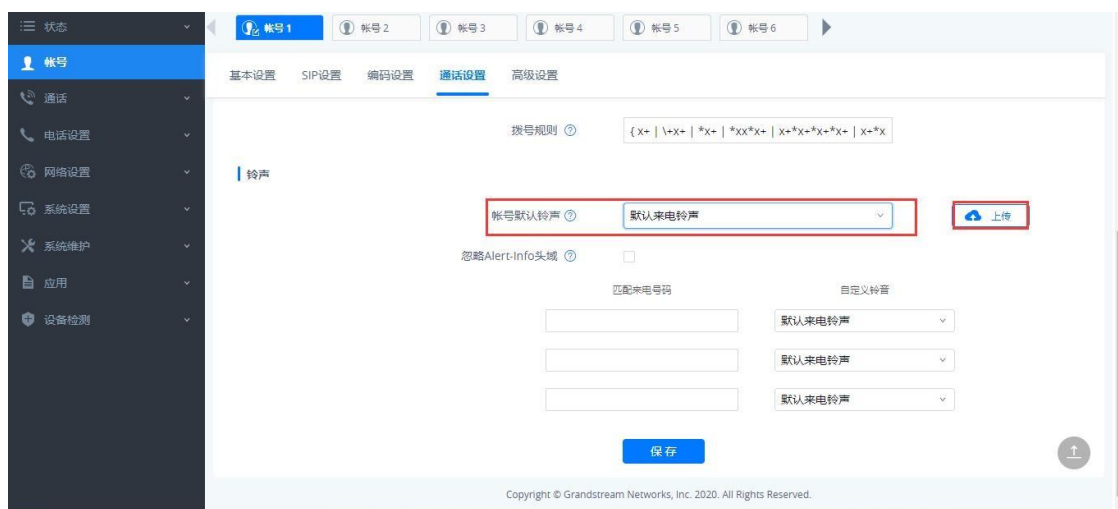 状态
帐号
通话
电话设置
网络设置
系统设置
系统维护
应用
设备检测
帐号1 帐号2 帐号3 帐号4 帐号5 帐号6
基本设置 SIP设置 编码设置 通话设置 高级设置
拨号规则 { x+ | \+x+ | *x+ | *xx*x+ | x+*x+*x+*x+ | x+*x
铃声
帐号默认铃声 默认来电铃声 上传
忽略Alert-Info头域
匹配来电号码 自定义铃音
默认来电铃声
默认来电铃声
默认来电铃声
保存
Copyright © Grandstream Networks, Inc. 2020. All Rights Reserved.